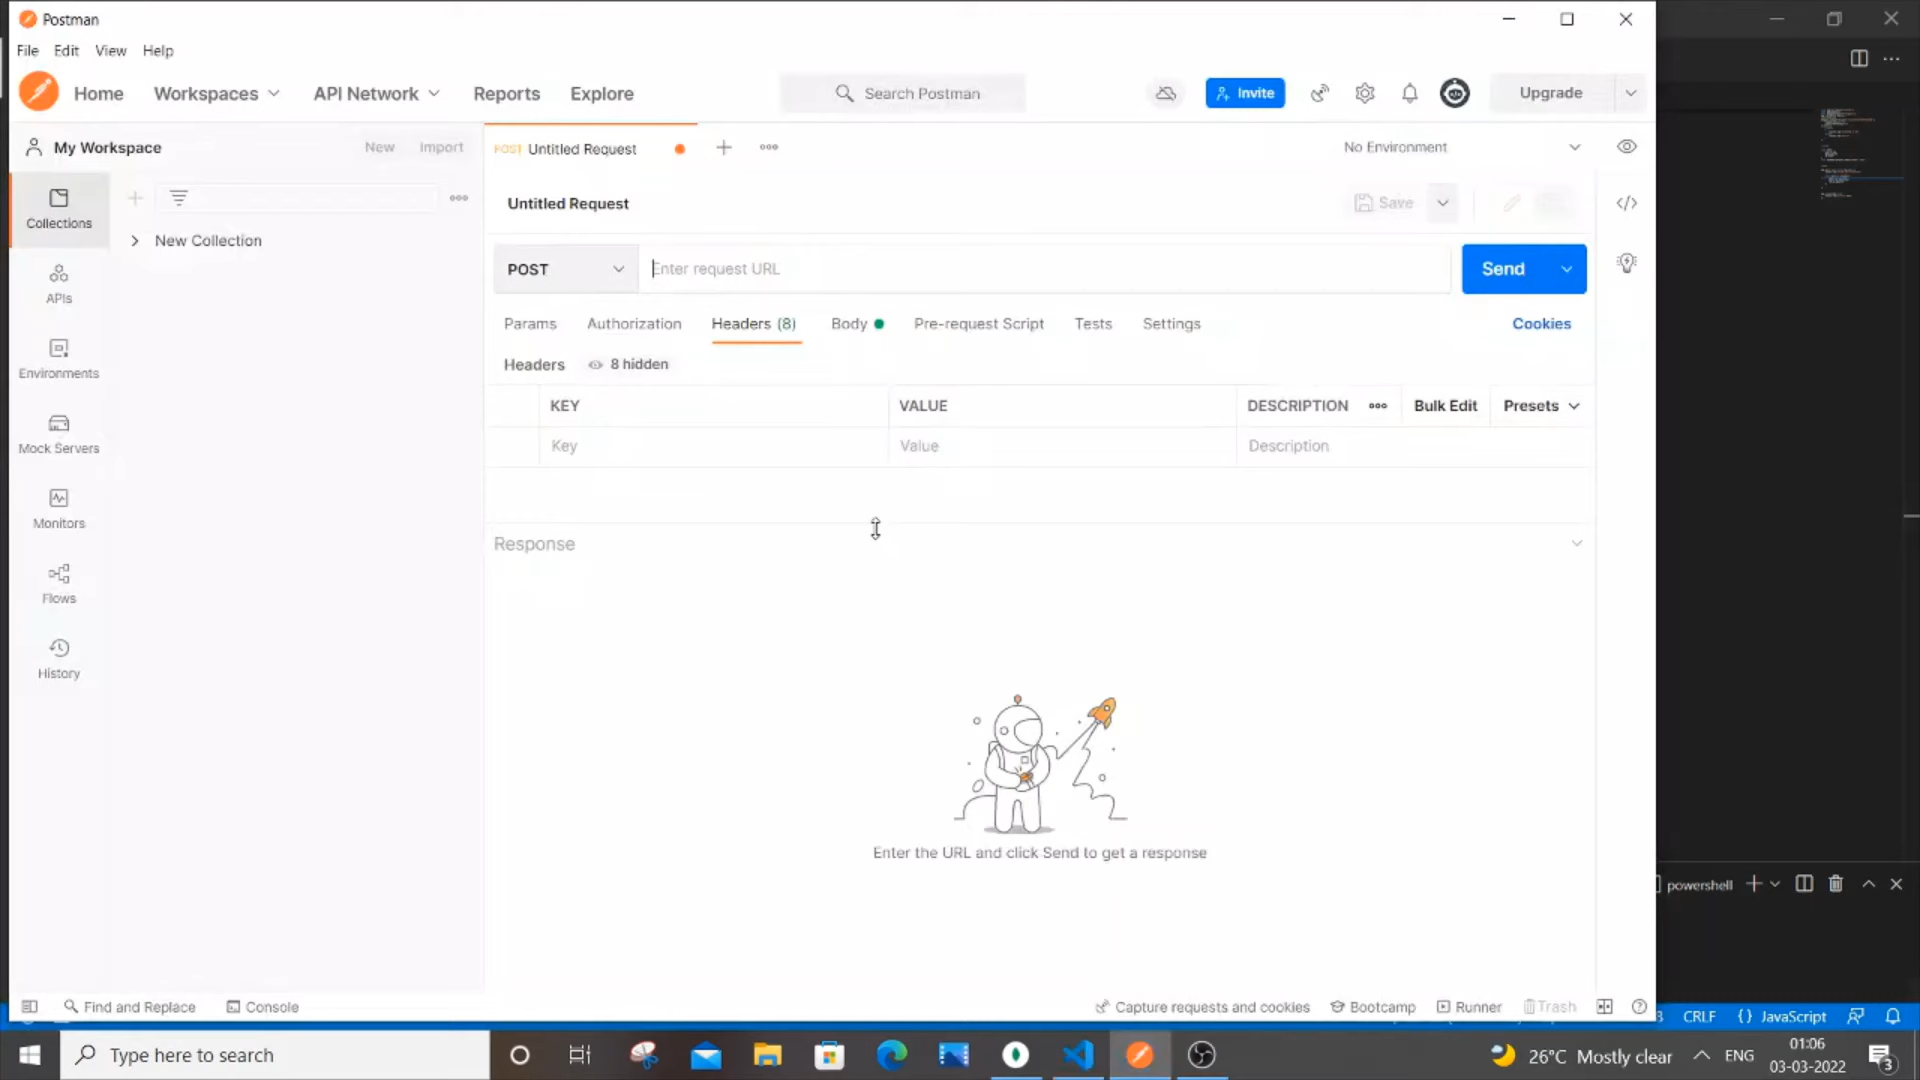 Postman
File Edit View Help
Home Workspaces API Network Reports Explore Search Postman Invite Upgrade
My Workspace New Import
POST Untitled Request No Environment
Collections
Untitled Request Save
New Collection
POST Enter request URL Send
APIs
Params Authorization Headers (8) Body Pre-request Script Tests Settings Cookies
Headers 8 hidden
Environments
KEY VALUE DESCRIPTION Bulk Edit Presets
Key Value Description
Mock Servers
Monitors
Response
Flows
History
Enter the URL and click Send to get a response
powershell
Find and Replace Console Capture requests and cookies Bootcamp Runner Trash
CRLF {} JavaScript
Type here to search
26°C Mostly clear ENG
01:06
03-03-2022
3